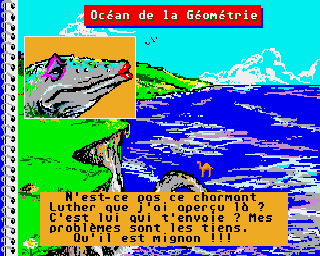 Océan de la Géométrie
N'est-ce pas ce charmant
Luther que j'ai aperçu là ?
C'est lui qui t'envoie ? Mes
problèmes sont les tiens.
Qu'il est mignon !!!